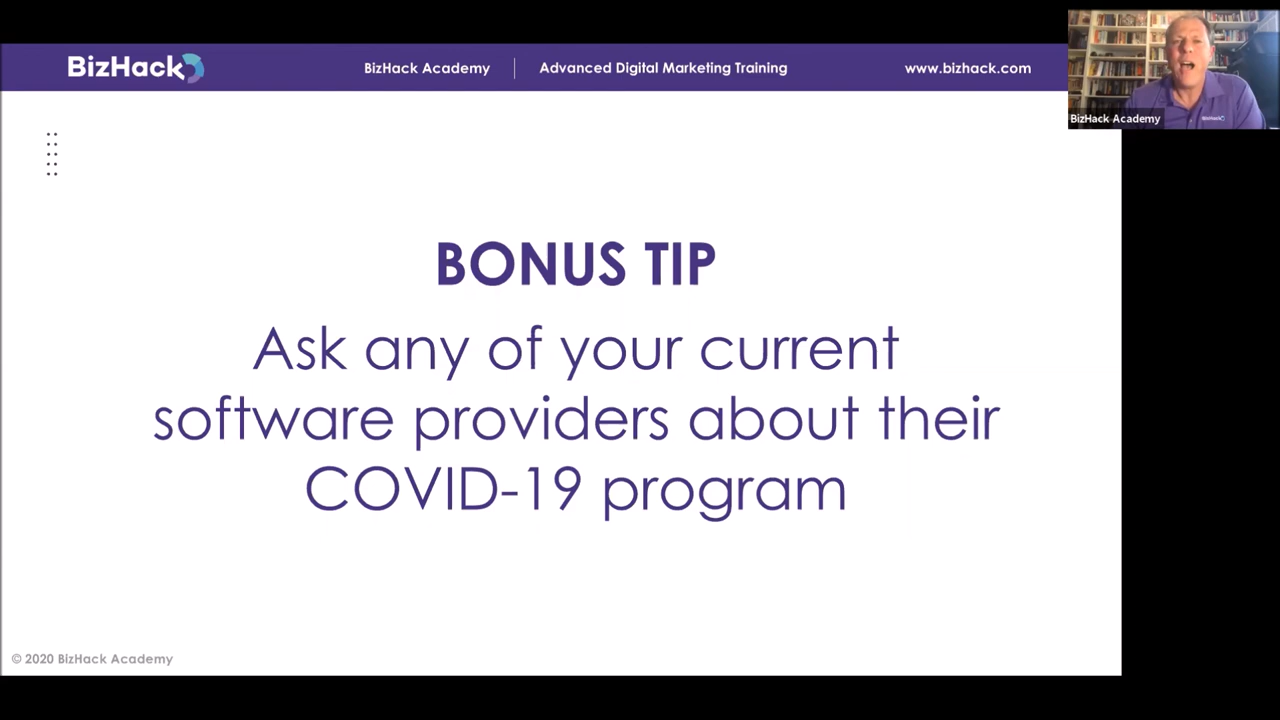 BizHack
BizHack Academy
Advanced Digital Marketing Training
www.bizhack.com
BizHack Academy
BizHack
BONUS TIP
Ask any of your current
software providers about their
COVID-19 program
© 2020 BizHack Academy